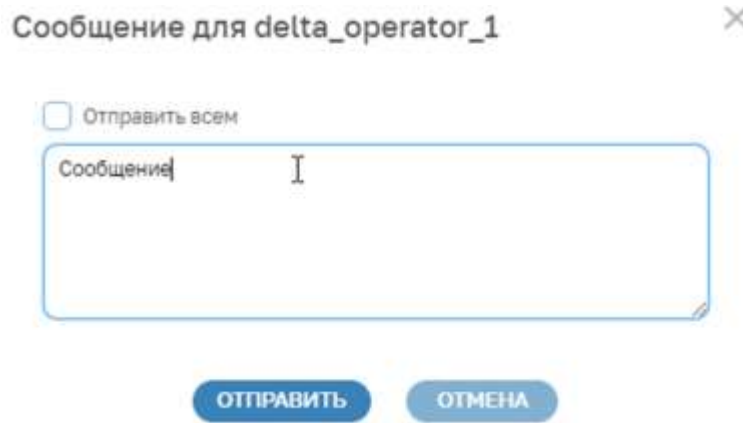 Сообщение для delta_operator_1
Отправить всем
Сообщение
ОТПРАВИТЬ ОТМЕНА